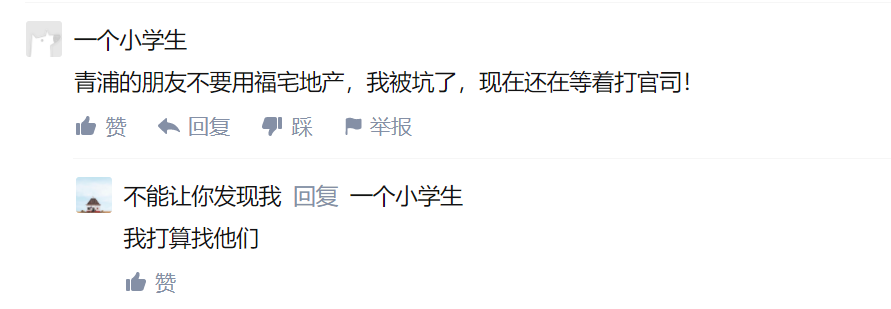 一个小学生
青浦的朋友不要用福宅地产，我被坑了，现在还在等着打官司！
赞 回复 踩 举报
不能让你发现我 回复 一个小学生
我打算找他们
赞